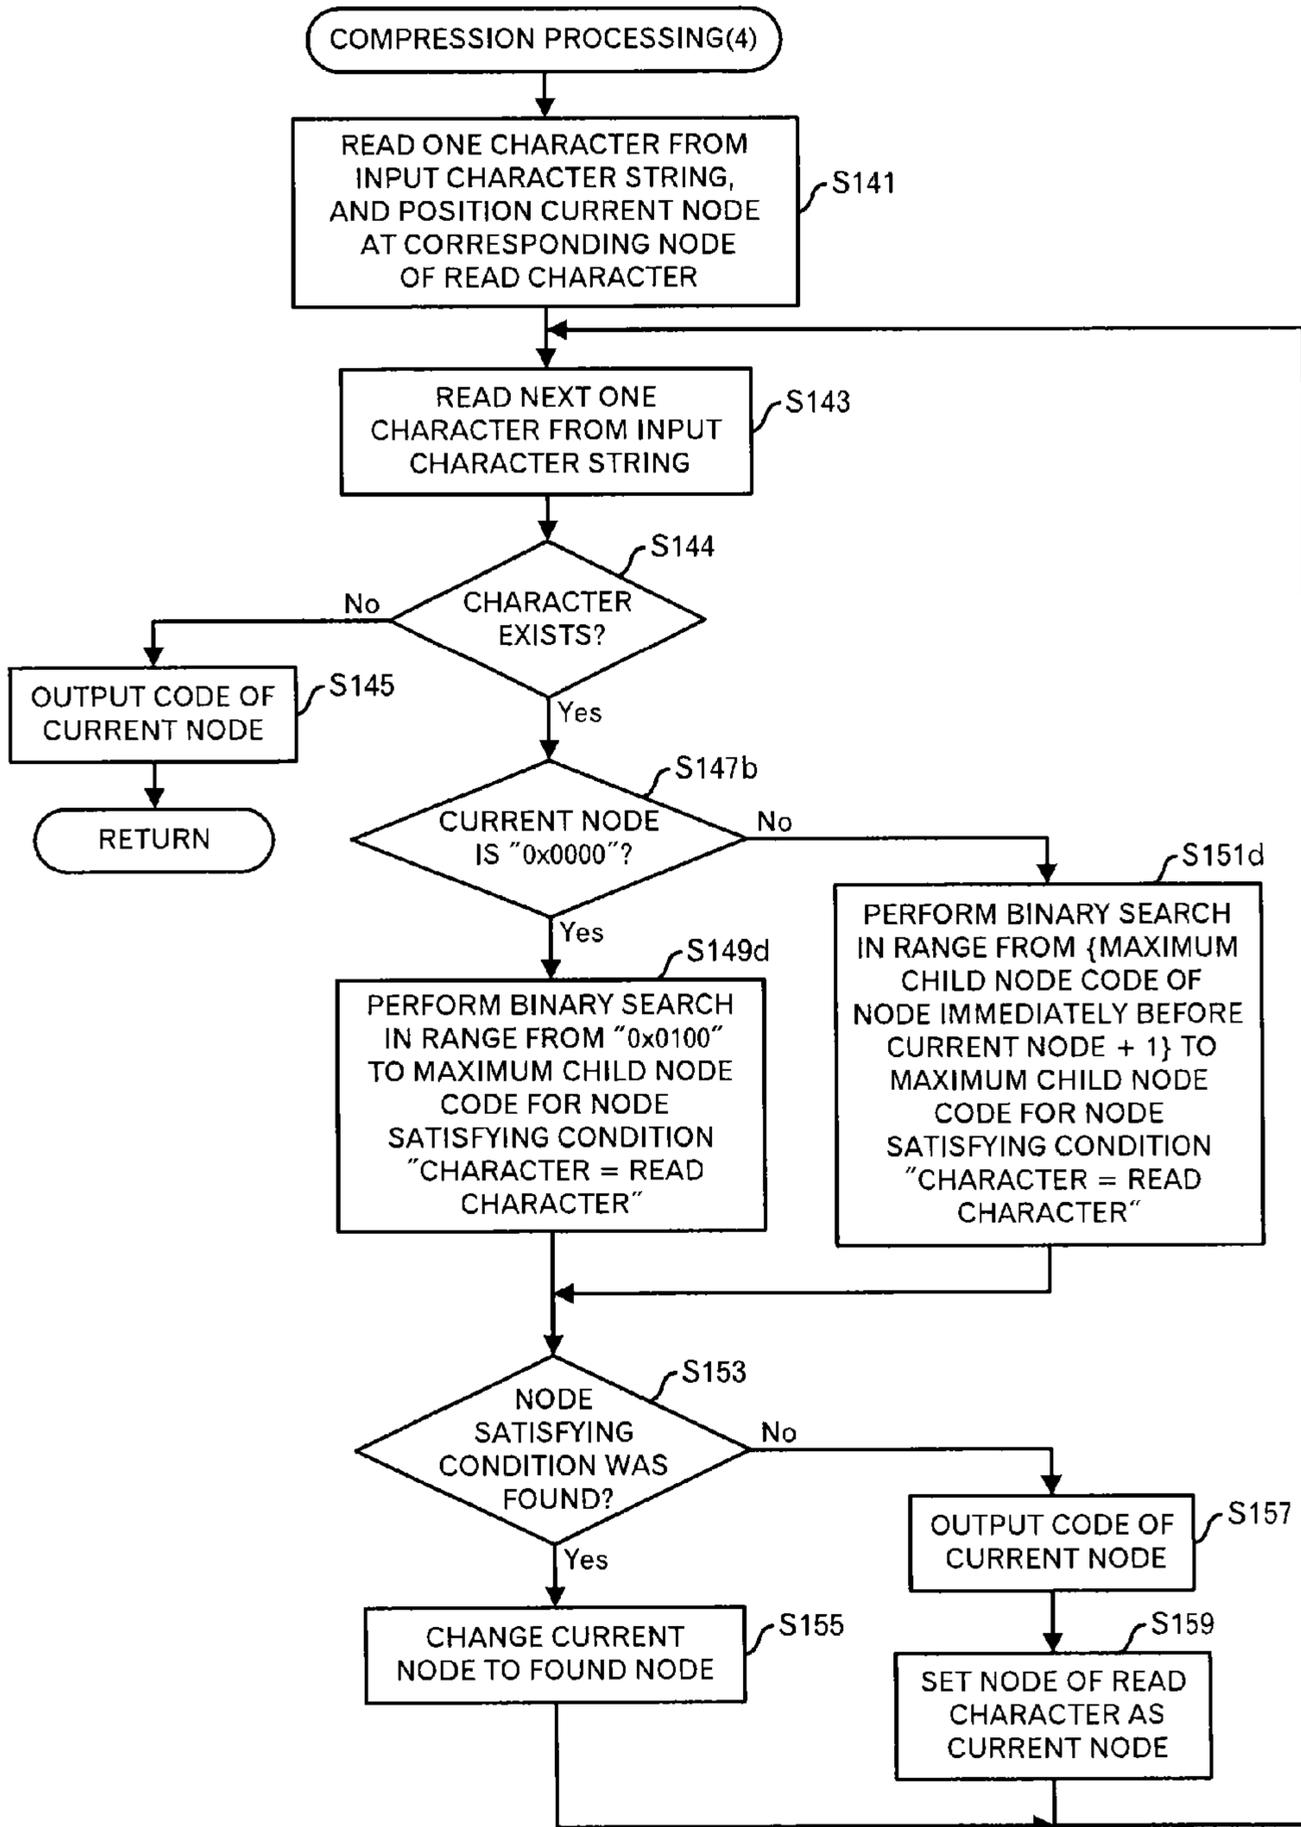 COMPRESSION PROCESSING(4)
READ ONE CHARACTER FROM
INPUT CHARACTER STRING,
AND POSITION CURRENT NODE
AT CORRESPONDING NODE
OF READ CHARACTER
S141
READ NEXT ONE
CHARACTER FROM INPUT
CHARACTER STRING
S143
S144
CHARACTER
EXISTS?
No
Yes
OUTPUT CODE OF
CURRENT NODE
S145
RETURN
S147b
CURRENT NODE
IS "0x0000"?
No
Yes
S149d
PERFORM BINARY SEARCH
IN RANGE FROM "0x0100"
TO MAXIMUM CHILD NODE
CODE FOR NODE
SATISFYING CONDITION
"CHARACTER = READ
CHARACTER"
S151d
PERFORM BINARY SEARCH
IN RANGE FROM {MAXIMUM
CHILD NODE CODE OF
NODE IMMEDIATELY BEFORE
CURRENT NODE + 1} TO
MAXIMUM CHILD NODE
CODE FOR NODE
SATISFYING CONDITION
"CHARACTER = READ
CHARACTER"
S153
NODE
SATISFYING
CONDITION WAS
FOUND?
No
Yes
S157
OUTPUT CODE OF
CURRENT NODE
S155
CHANGE CURRENT
NODE TO FOUND NODE
S159
SET NODE OF READ
CHARACTER AS
CURRENT NODE